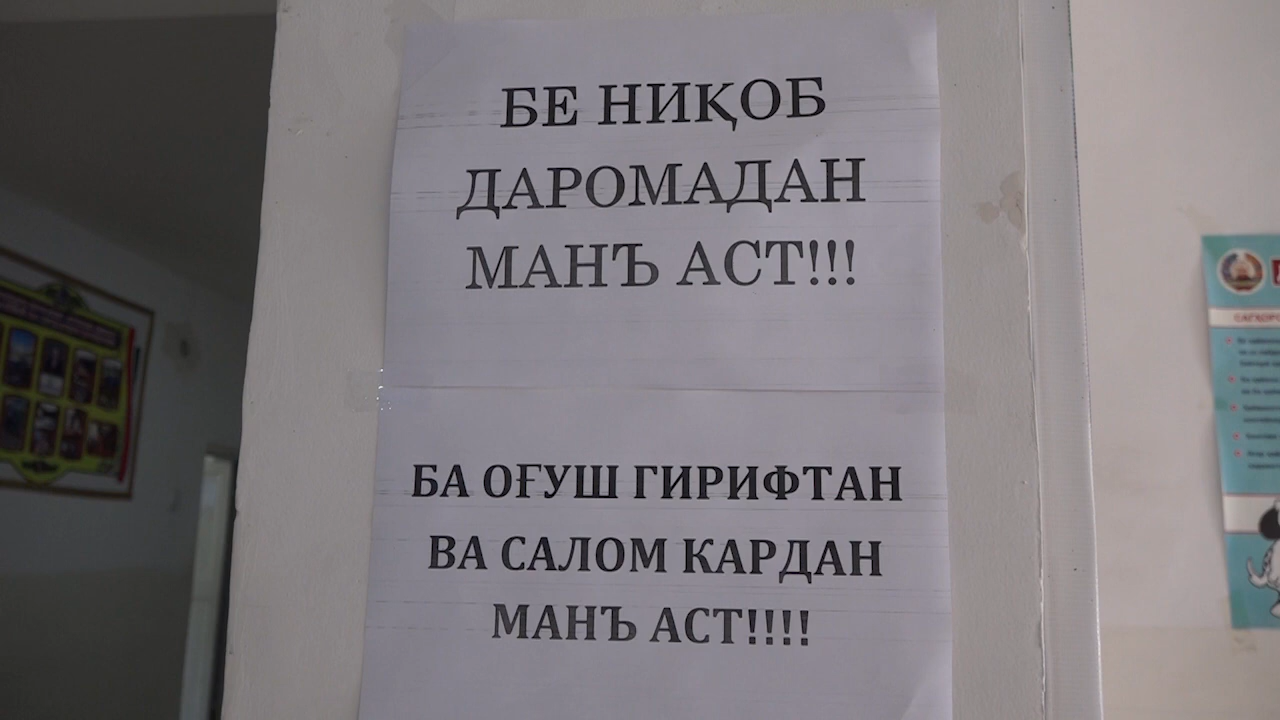 БЕ НИҚОБ
ДАРОМАДАН
МАНЪ АСТ!!!
БА ОҒУШ ГИРИФТАН
ВА САЛОМ КАРДАН
МАНЪ АСТ!!!!